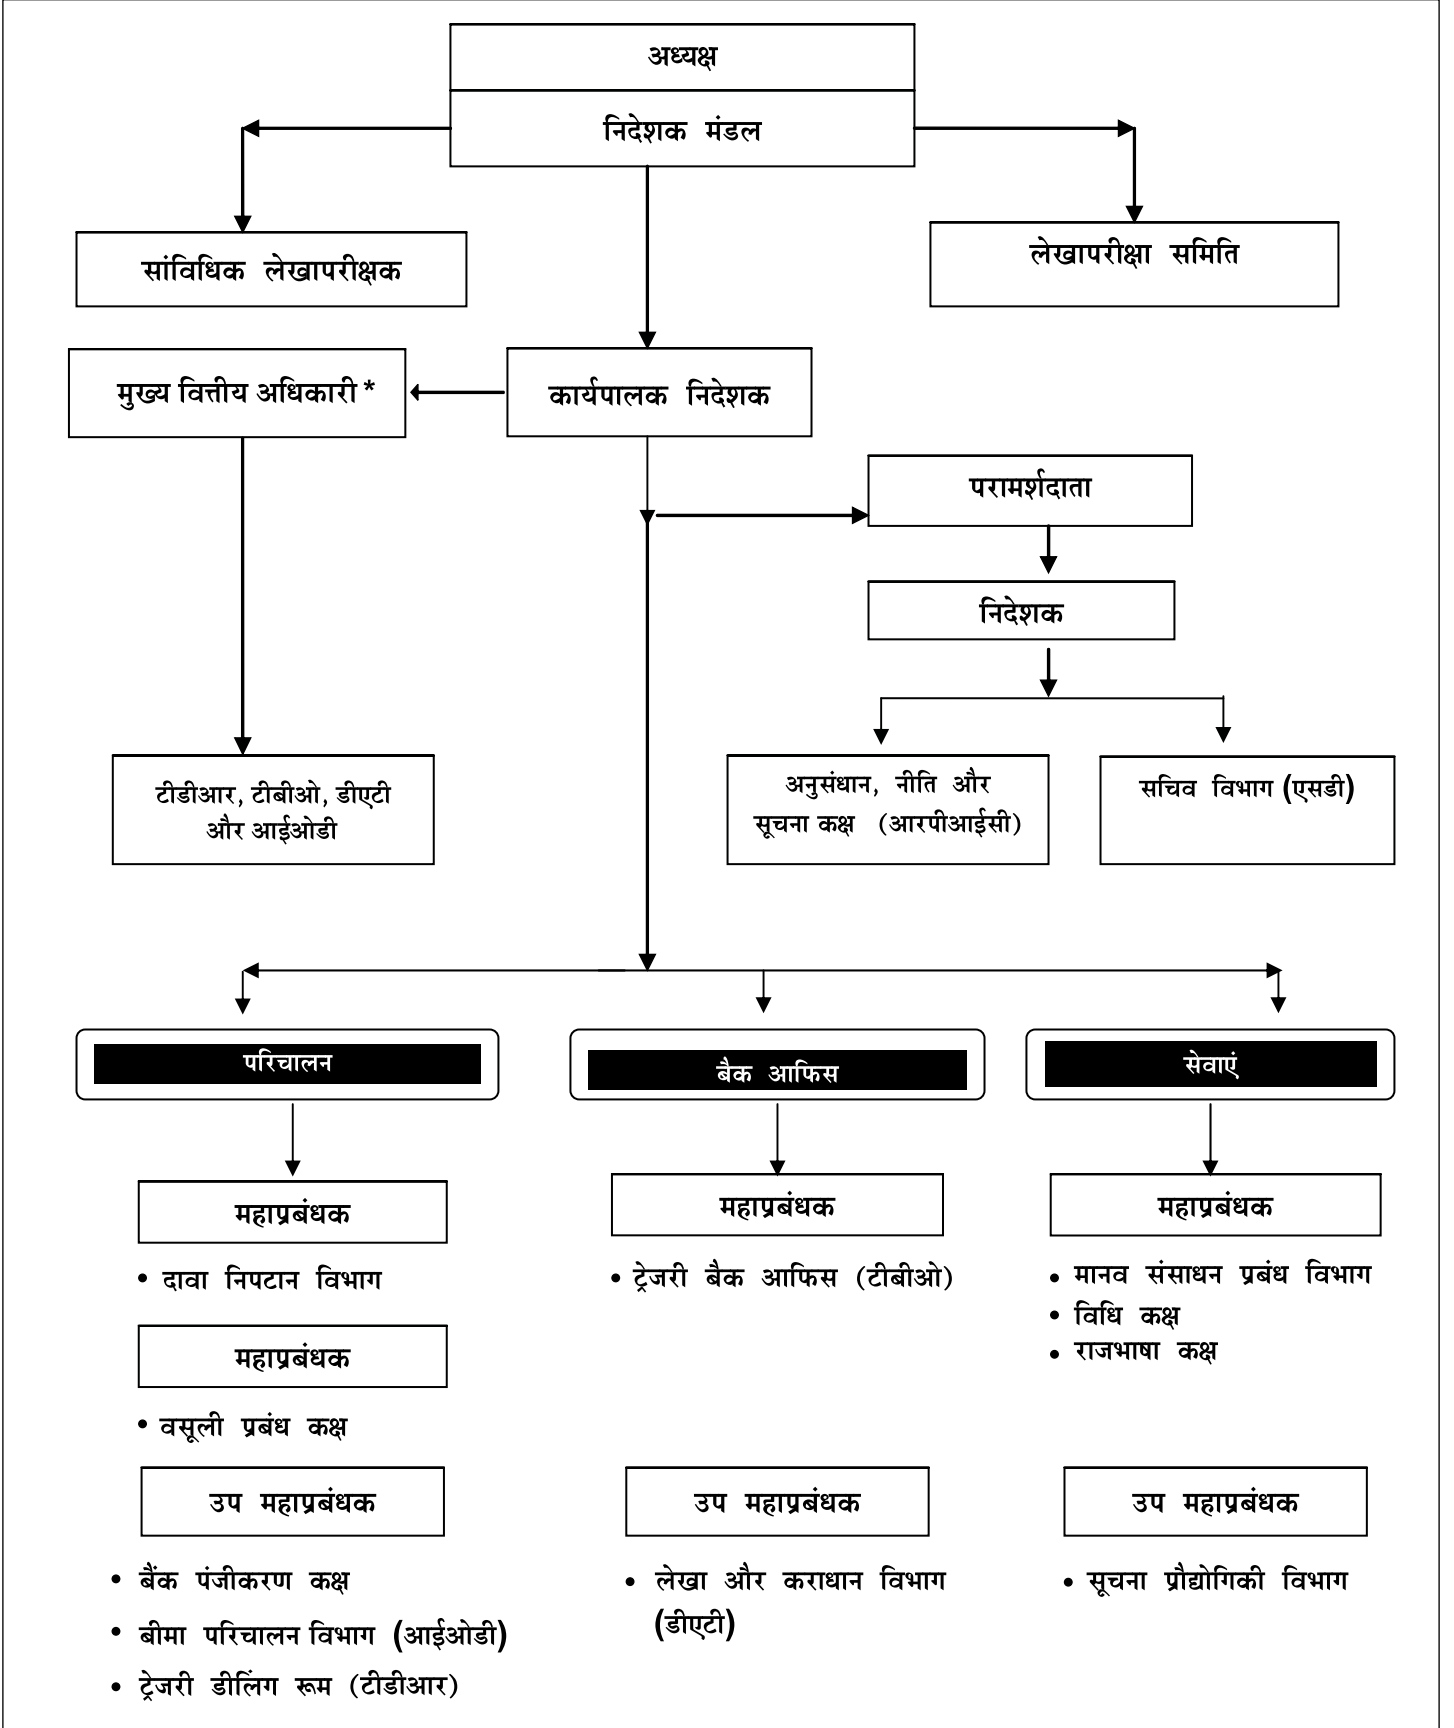 अध्यक्ष
निदेशक मंडल
सांविधिक लेखापरीक्षक
लेखापरीक्षा समिति
मुख्य वित्तीय अधिकारी *
कार्यपालक निदेशक
परामर्शदाता
निदेशक
टीडीआर, टीबीओ, डीएटी
और आईओडी
अनुसंधान, नीति और
सूचना कक्ष (आरपीआईसी)
सचिव विभाग (एसडी)
परिचालन
बैक आफिस
सेवाएं
महाप्रबंधक
• दावा निपटान विभाग
महाप्रबंधक
• वसूली प्रबंध कक्ष
उप महाप्रबंधक
• बैंक पंजीकरण कक्ष
• बीमा परिचालन विभाग (आईओडी)
• ट्रेजरी डीलिंग रूम (टीडीआर)
महाप्रबंधक
• ट्रेजरी बैक आफिस (टीबीओ)
उप महाप्रबंधक
• लेखा और कराधान विभाग
(डीएटी)
महाप्रबंधक
• मानव संसाधन प्रबंध विभाग
• विधि कक्ष
• राजभाषा कक्ष
उप महाप्रबंधक
• सूचना प्रौद्योगिकी विभाग